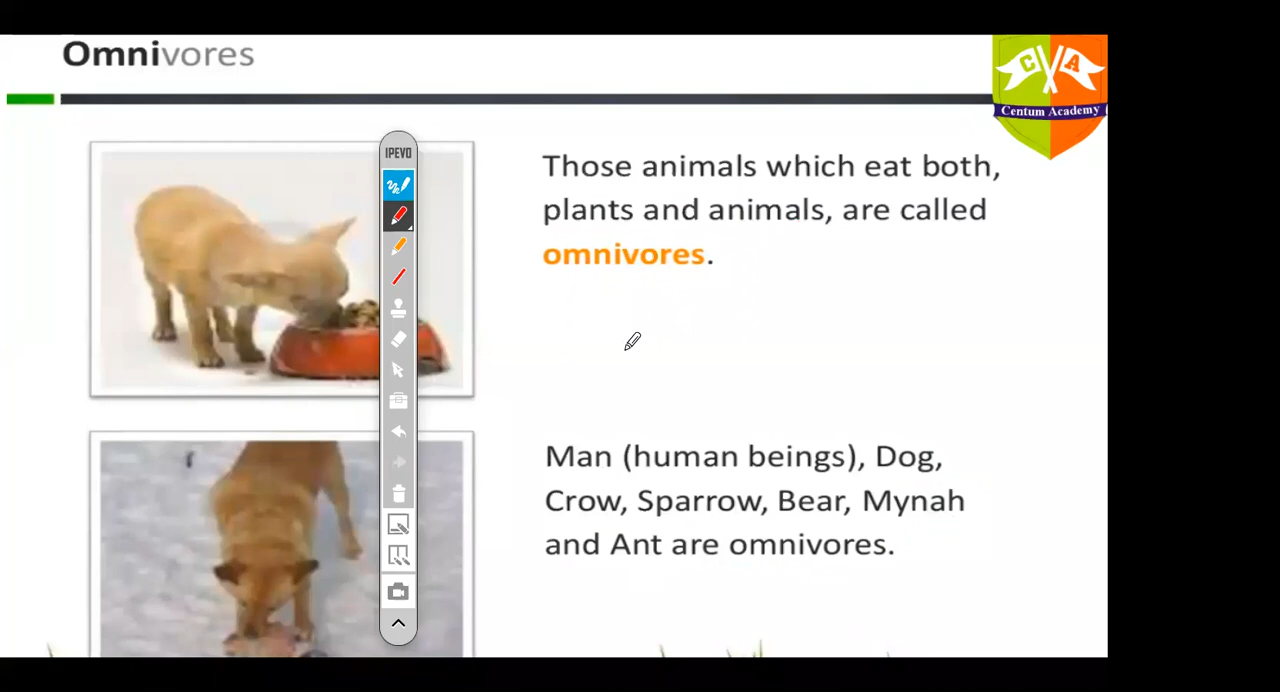 Omnivores
C A
Centum Academy
IPEVO
Those animals which eat both,
plants and animals, are called
omnivores.
Man (human beings), Dog,
Crow, Sparrow, Bear, Mynah
and Ant are omnivores.